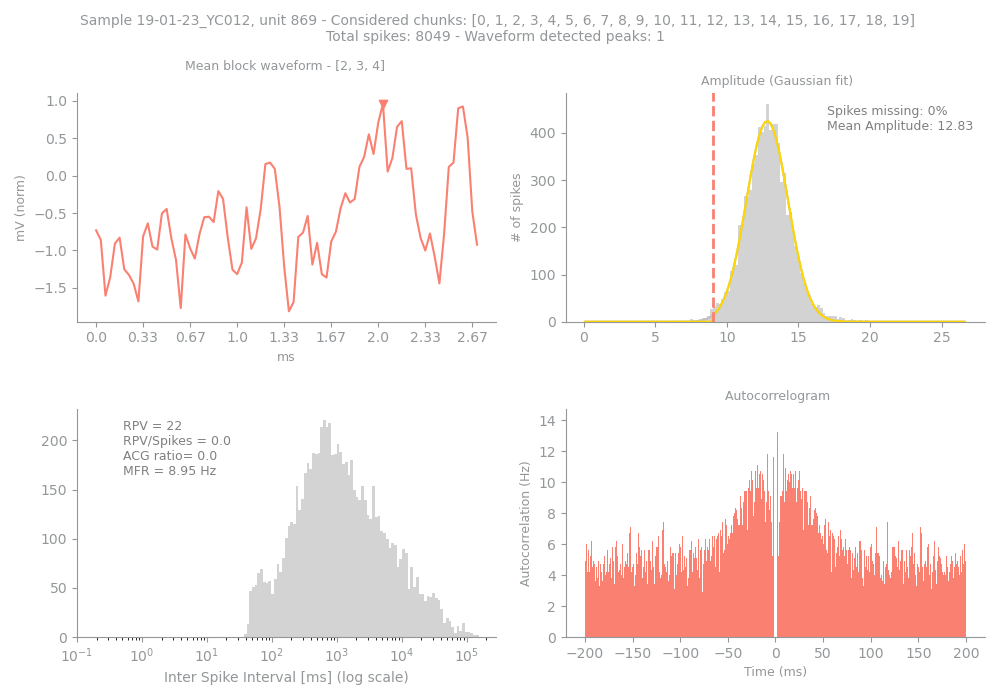 Sample 19-01-23_YC012, unit 869 - Considered chunks: [0, 1, 2, 3, 4, 5, 6, 7, 8, 9, 10, 11, 12, 13, 14, 15, 16, 17, 18, 19]
Total spikes: 8049 - Waveform detected peaks: 1
Mean block waveform - [2, 3, 4]
mV (norm)
1.0
0.5
0.0
−0.5
−1.0
−1.5
0.0 0.33 0.67 1.0 1.33 1.67 2.0 2.33 2.67
ms
Amplitude (Gaussian fit)
Spikes missing: 0%
Mean Amplitude: 12.83
# of spikes
400
300
200
100
0
0 5 10 15 20 25
RPV = 22
RPV/Spikes = 0.0
ACG ratio= 0.0
MFR = 8.95 Hz
200
150
100
50
0
10⁻¹ 10⁰ 10¹ 10² 10³ 10⁴ 10⁵
Inter Spike Interval [ms] (log scale)
Autocorrelogram
Autocorrelation (Hz)
14
12
10
8
6
4
2
0
−200 −150 −100 −50 0 50 100 150 200
Time (ms)